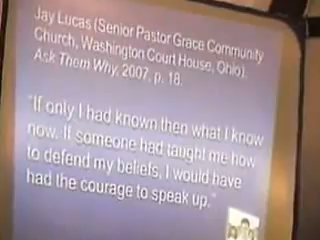 Jay Lucas (Senior Pastor Grace Community
Church, Washington Court House, Ohio).
Ask Them Why, 2007, p. 18.
"If only I had known then what I know
now. If someone had taught me how
to defend my beliefs, I would have
had the courage to speak up."